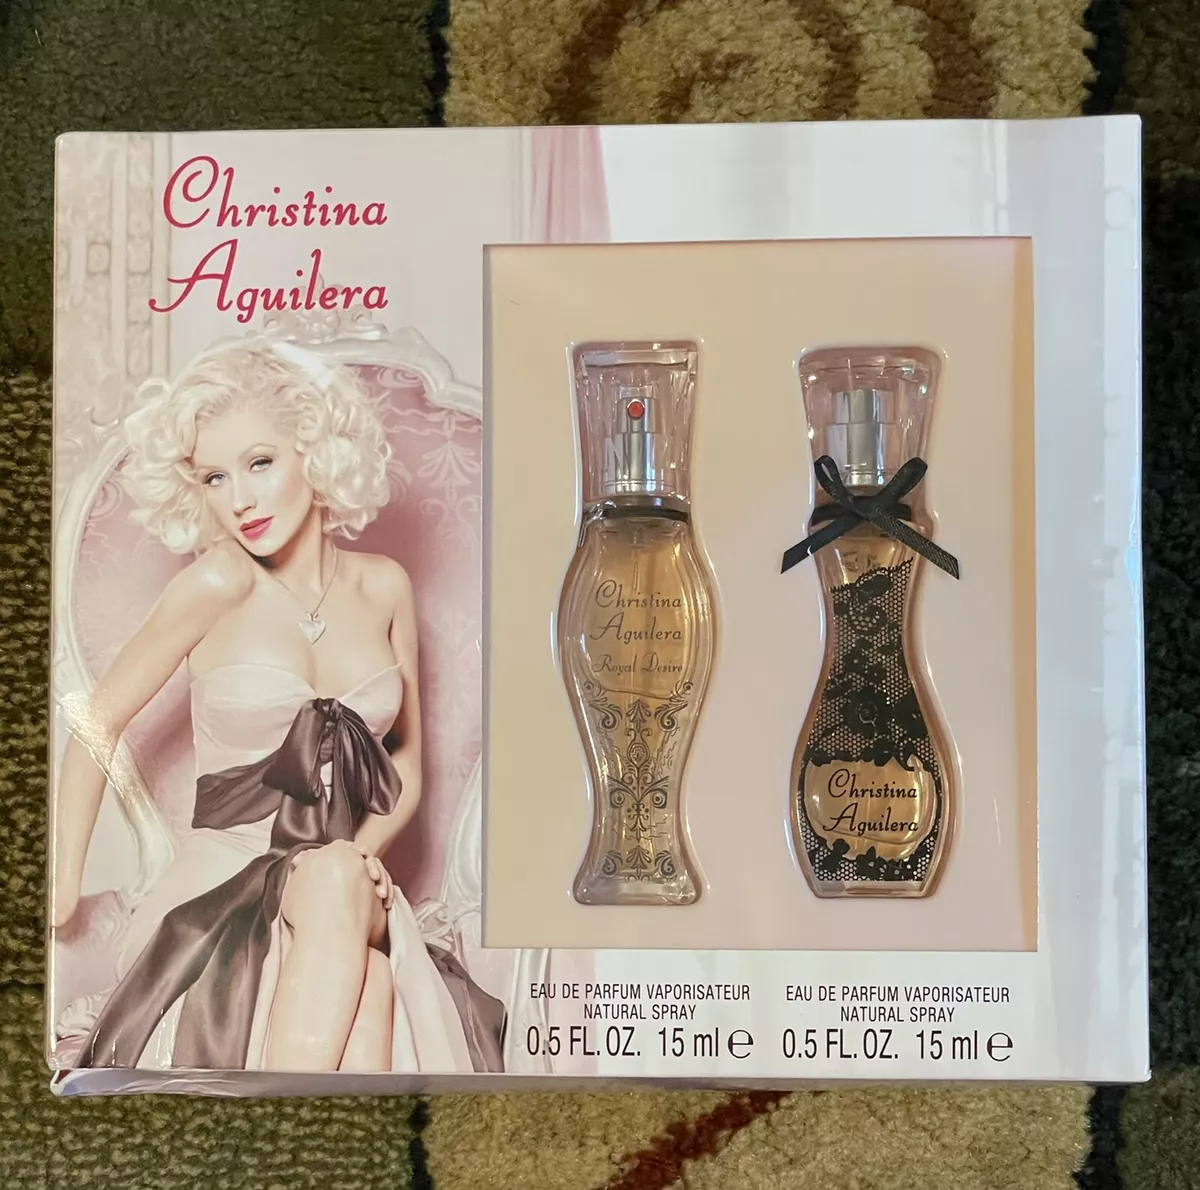 Christina
Aguilera
Christina
Aguilera
Royal Desire
Christina
Aguilera
EAU DE PARFUM VAPORISATEUR
NATURAL SPRAY
0.5 FL. OZ. 15 ml e
EAU DE PARFUM VAPORISATEUR
NATURAL SPRAY
0.5 FL. OZ. 15 ml e